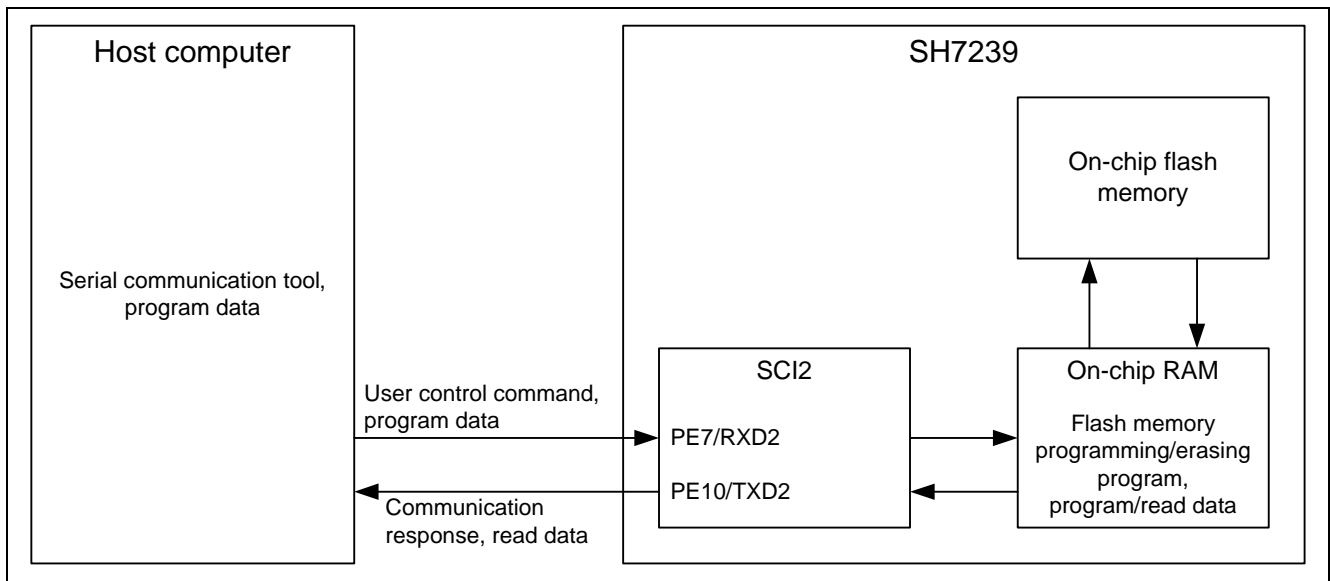 Host computer
Serial communication tool,
program data
User control command,
program data
Communication
response, read data
SH7239
On-chip flash
memory
SCI2
PE7/RXD2
PE10/TXD2
On-chip RAM
Flash memory
programming/erasing
program,
program/read data